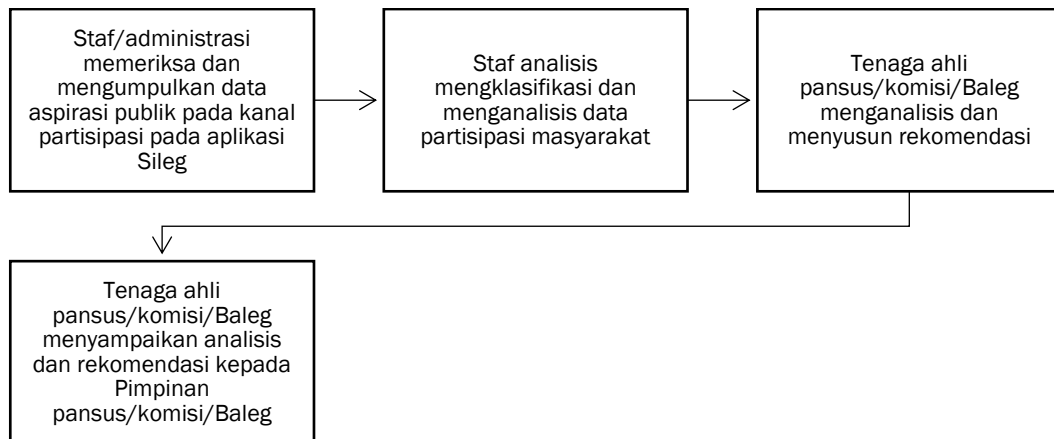 Staf/administrasi
memeriksa dan
mengumpulkan data
aspirasi publik pada kanal
partisipasi pada aplikasi
Sileg
Staf analisis
mengklasifikasi dan
menganalisis data
partisipasi masyarakat
Tenaga ahli
pansus/komisi/Baleg
menganalisis dan
menyusun rekomendasi
Tenaga ahli
pansus/komisi/Baleg
menyampaikan analisis
dan rekomendasi kepada
Pimpinan
pansus/komisi/Baleg